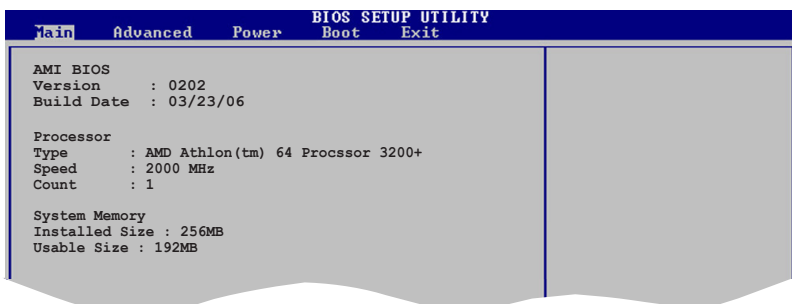 BIOS SETUP UTILITY
Main Advanced Power Boot Exit
AMI BIOS
Version : 0202
Build Date : 03/23/06
Processor
Type : AMD Athlon(tm) 64 Procssor 3200+
Speed : 2000 MHz
Count : 1
System Memory
Installed Size : 256MB
Usable Size : 192MB